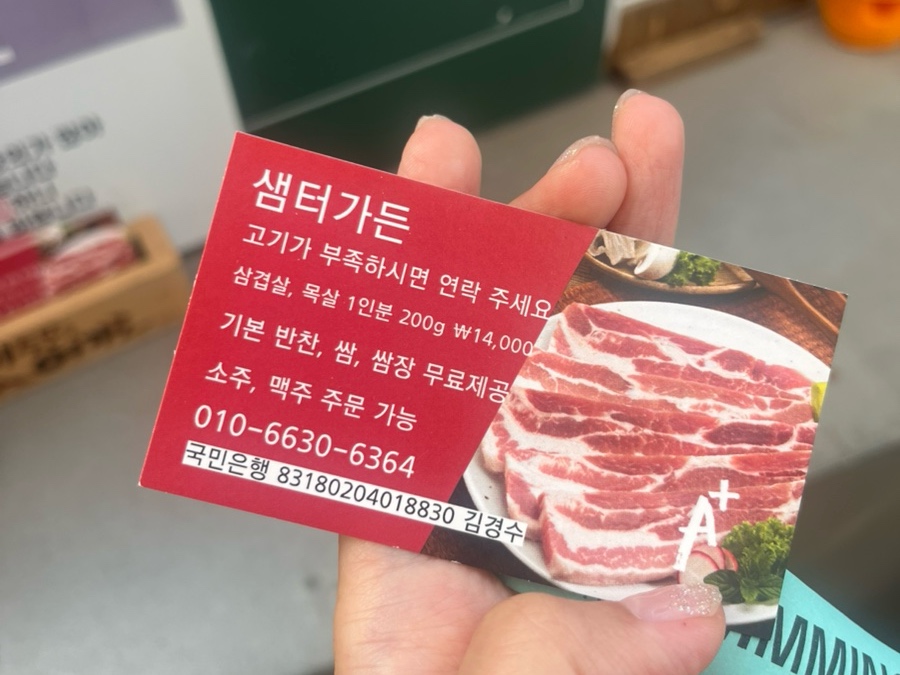 샘터가든
고기가 부족하시면 연락 주세요
삼겹살, 목살 1인분 200g ₩14,000
기본 반찬, 쌈, 쌈장 무료제공
소주, 맥주 주문 가능
010-6630-6364
국민은행 83180204018830 김경수
A+